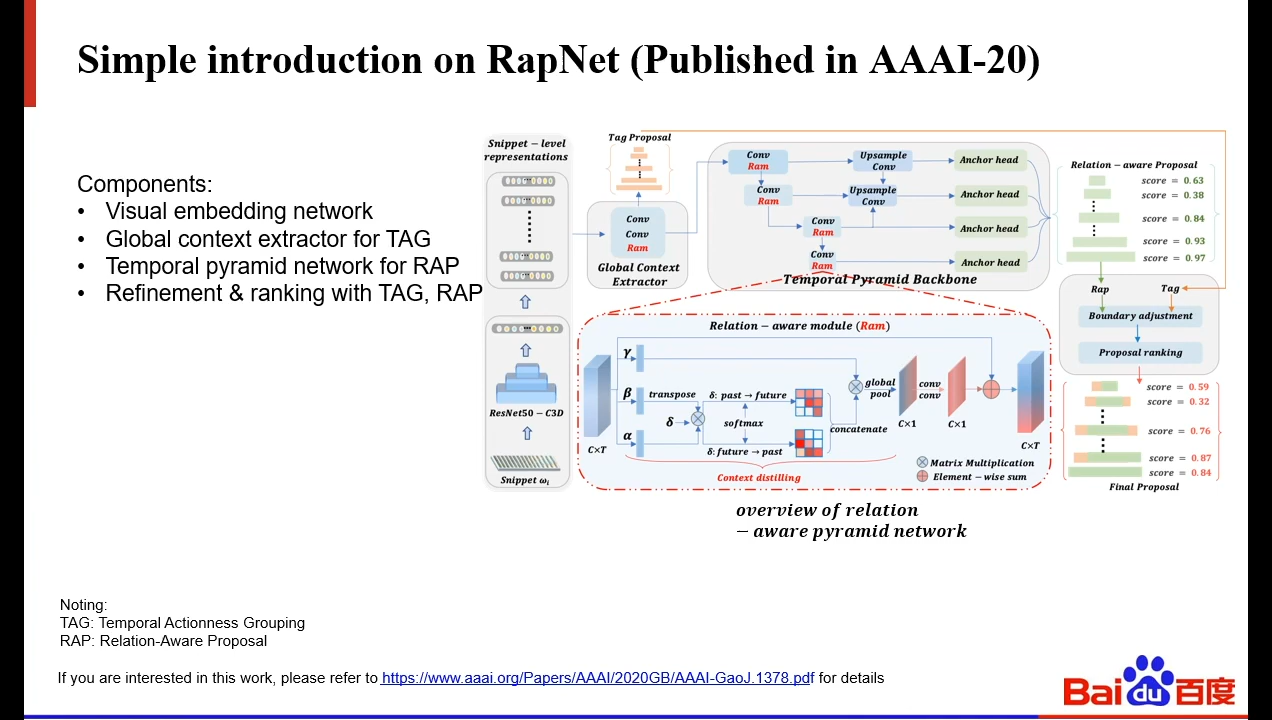 Simple introduction on RapNet (Published in AAAI-20)
Components:
• Visual embedding network
• Global context extractor for TAG
• Temporal pyramid network for RAP
• Refinement & ranking with TAG, RAP
Snippet − level
representations
ResNet50 − C3D
Snippet ωi
Tag Proposal
Conv
Conv
Ram
Global Context
Extractor
Conv
Ram
Upsample
Conv
Anchor head
Conv
Ram
Upsample
Conv
Anchor head
Conv
Ram
Anchor head
Conv
Ram
Anchor head
Temporal Pyramid Backbone
Relation − aware Proposal
score = 0.63
score = 0.38
score = 0.84
score = 0.93
score = 0.97
Rap
Tag
Boundary adjustment
Proposal ranking
score = 0.59
score = 0.32
score = 0.76
score = 0.87
score = 0.84
Final Proposal
Relation − aware module (Ram)
γ
β
α
transpose
δ
δ: past → future
softmax
δ: future → past
concatenate
global
pool
conv
conv
C×T
C×1
C×1
C×T
Context distilling
Matrix Multiplication
Element − wise sum
overview of relation
− aware pyramid network
Noting:
TAG: Temporal Actionness Grouping
RAP: Relation-Aware Proposal
If you are interested in this work, please refer to https://www.aaai.org/Papers/AAAI/2020GB/AAAI-GaoJ.1378.pdf for details
Bai du 百度